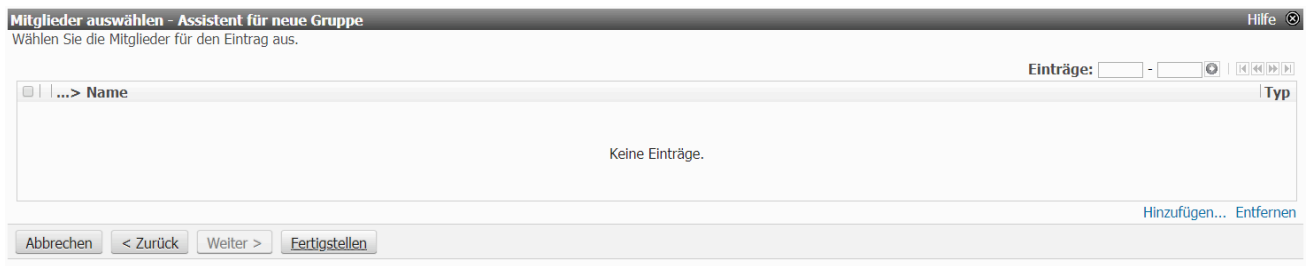 Mitglieder auswählen - Assistent für neue Gruppe Hilfe
Wählen Sie die Mitglieder für den Eintrag aus.
Einträge: -
...> Name Typ
Keine Einträge.
Hinzufügen... Entfernen
Abbrechen < Zurück Weiter > Fertigstellen